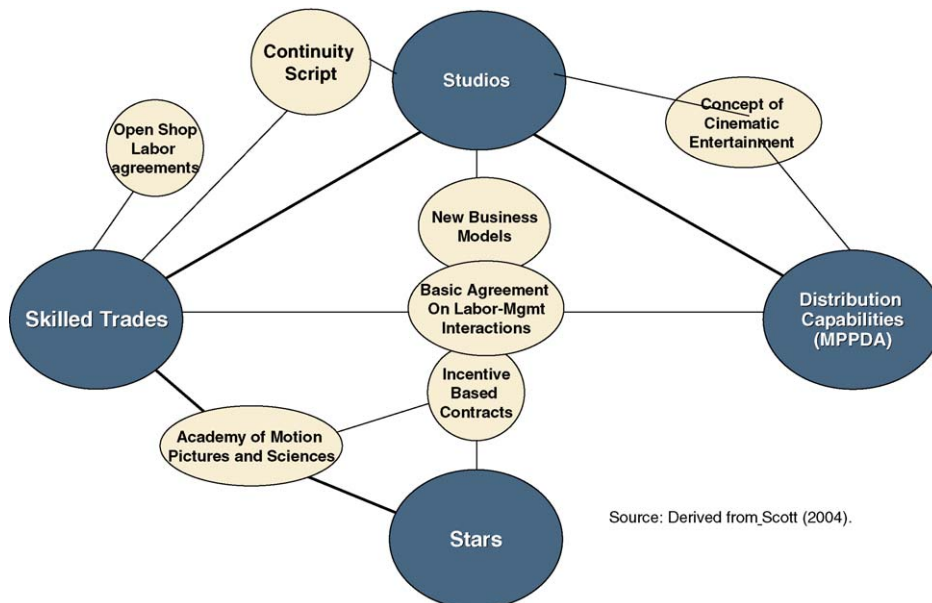 Continuity
Script
Studios
Concept of
Cinematic
Entertainment
Open Shop
Labor
agreements
New Business
Models
Skilled Trades
Basic Agreement
On Labor-Mgmt
Interactions
Distribution
Capabilities
(MPPDA)
Incentive
Based
Contracts
Academy of Motion
Pictures and Sciences
Stars
Source: Derived from Scott (2004).